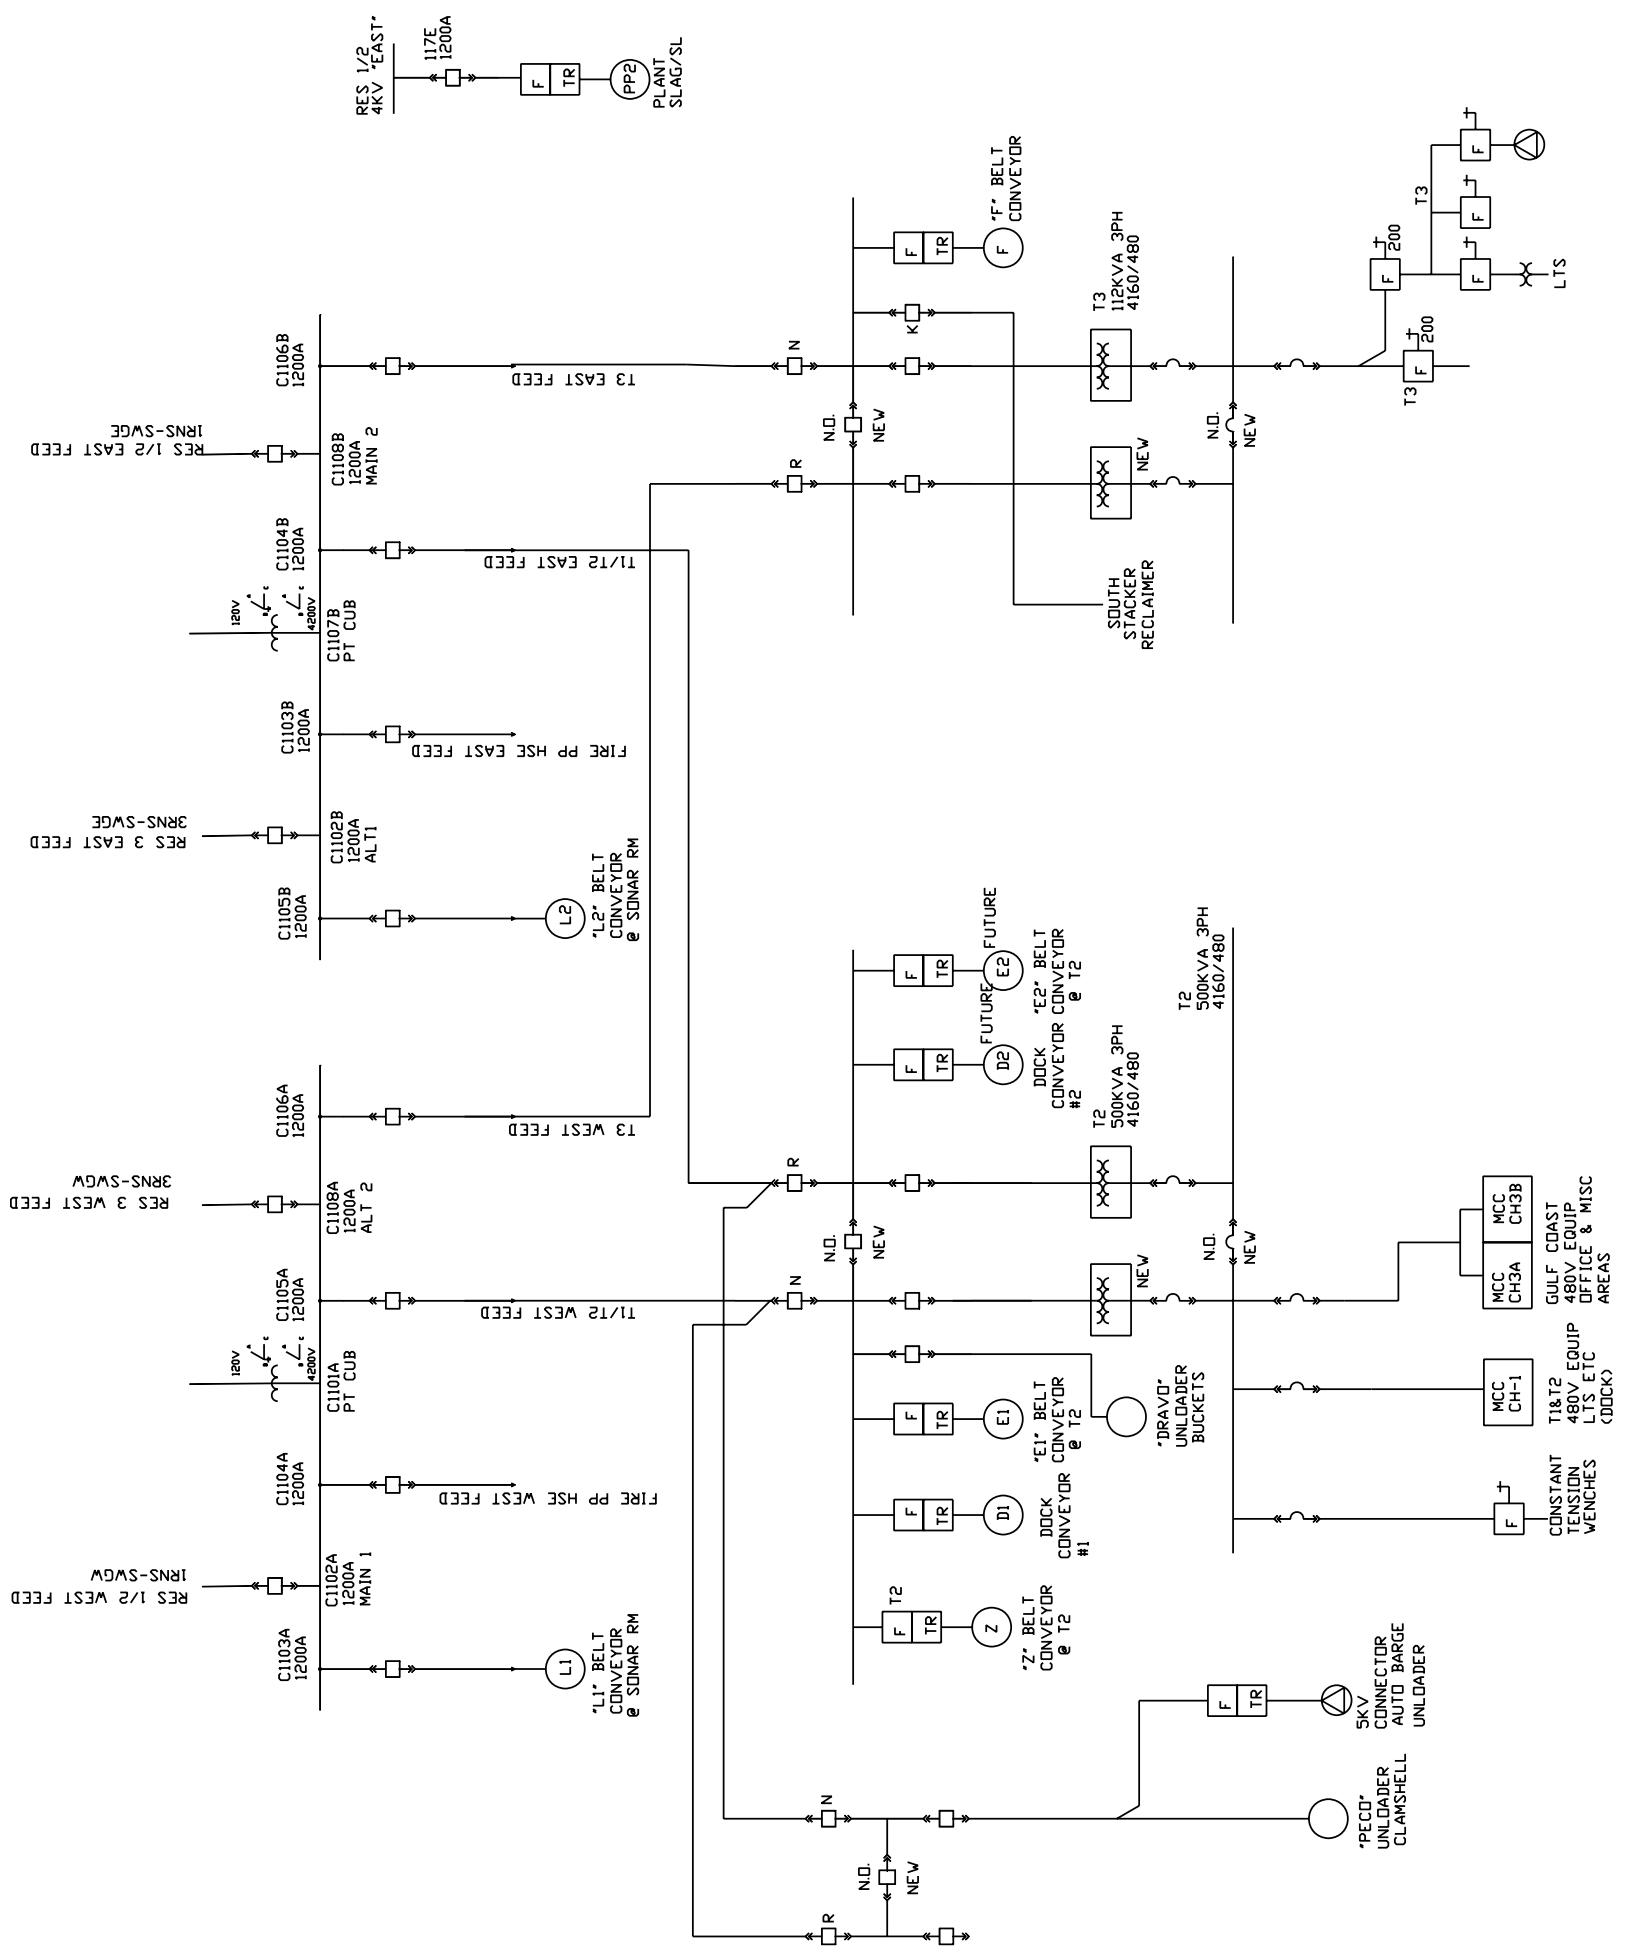 RES 1/2
4KV "EAST"
117E
1200A
F
TR
PP2
PLANT
SLAG/SL
RES 1/2 WEST FEED
1RNS-SWGW
RES 3 WEST FEED
3RNS-SWGW
RES 3 EAST FEED
3RNS-SWGE
RES 1/2 EAST FEED
1RNS-SWGE
C1103A
1200A
C1102A
1200A
MAIN 1
C1104A
1200A
120V
4200V
C1101A
PT CUB
C1105A
1200A
C1108A
1200A
ALT 2
C1106A
1200A
C1105B
1200A
C1102B
1200A
ALT1
C1103B
1200A
120V
4200V
C1107B
PT CUB
C1104B
1200A
C1108B
1200A
MAIN 2
C1106B
1200A
FIRE PP HSE WEST FEED
T1/T2 WEST FEED
T3 WEST FEED
FIRE PP HSE EAST FEED
T1/T2 EAST FEED
T3 EAST FEED
L1
"L1" BELT
CONVEYOR
@ SONAR RM
L2
"L2" BELT
CONVEYOR
@ SONAR RM
R
N.O.
NEW
N
N
N.O.
NEW
R
R
N.O.
NEW
N
T2
F
TR
Z
"Z" BELT
CONVEYOR
@ T2
F
TR
D1
DOCK
CONVEYOR
#1
F
TR
E1
"E1" BELT
CONVEYOR
@ T2
"DRAVO"
UNLOADER
BUCKETS
F
TR
D2
FUTURE
DOCK
CONVEYOR
#2
F
TR
E2
FUTURE
"E2" BELT
CONVEYOR
@ T2
K
F
TR
F
"F" BELT
CONVEYOR
NEW
T2
500KVA 3PH
4160/480
T2
500KVA 3PH
4160/480
SOUTH
STACKER
RECLAIMER
NEW
T3
112KVA 3PH
4160/480
N.O.
NEW
N.O.
NEW
"PECO"
UNLOADER
CLAMSHELL
F
TR
5KV
CONNECTOR
AUTO BARGE
UNLOADER
F
CONSTANT
TENSION
WENCHES
MCC
CH-1
T1&T2
480V EQUIP
LTS ETC
(DOCK)
MCC
CH3A
MCC
CH3B
GULF COAST
480V EQUIP
OFFICE & MISC
AREAS
T3
F
200
F
200
T3
F
LTS
F
F